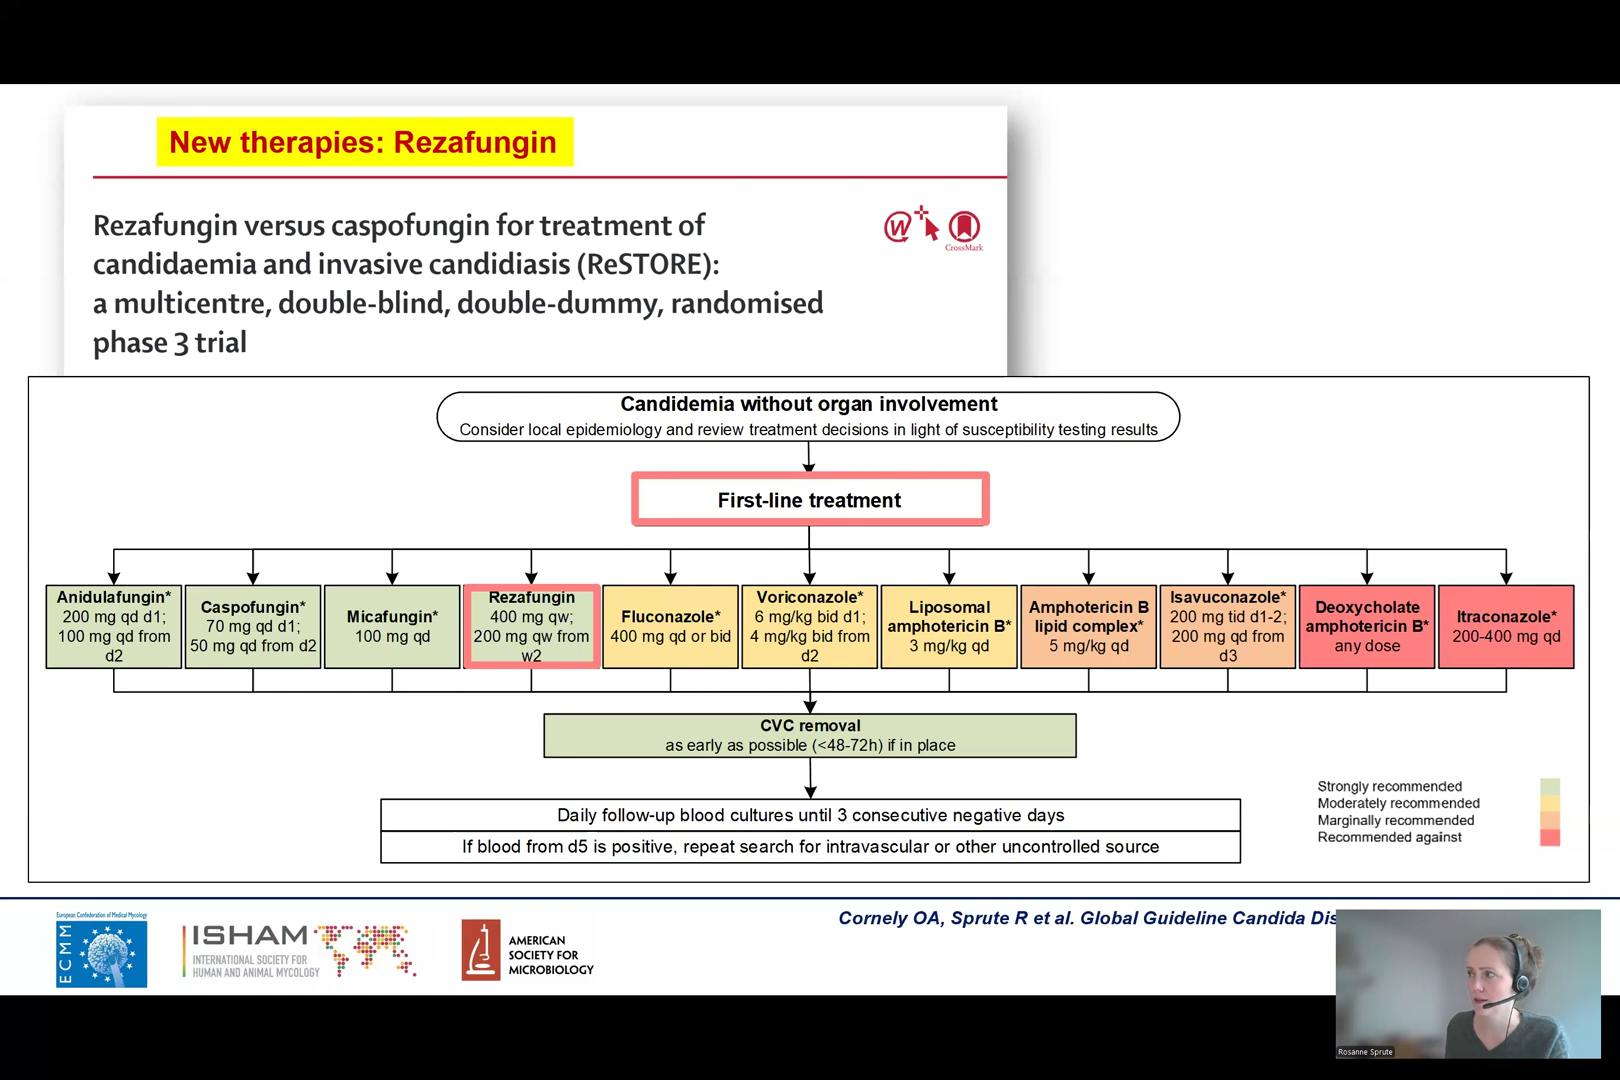 New therapies: Rezafungin
Rezafungin versus caspofungin for treatment of
candidaemia and invasive candidiasis (ReSTORE):
a multicentre, double-blind, double-dummy, randomised
phase 3 trial
CrossMark
Candidemia without organ involvement
Consider local epidemiology and review treatment decisions in light of susceptibility testing results
First-line treatment
Anidulafungin*
200 mg qd d1;
100 mg qd from
d2
Caspofungin*
70 mg qd d1;
50 mg qd from d2
Micafungin*
100 mg qd
Rezafungin
400 mg qw;
200 mg qw from
w2
Fluconazole*
400 mg qd or bid
Voriconazole*
6 mg/kg bid d1;
4 mg/kg bid from
d2
Liposomal
amphotericin B*
3 mg/kg qd
Amphotericin B
lipid complex*
5 mg/kg qd
Isavuconazole*
200 mg tid d1-2;
200 mg qd from
d3
Deoxycholate
amphotericin B*
any dose
Itraconazole*
200-400 mg qd
CVC removal
as early as possible (<48-72h) if in place
Daily follow-up blood cultures until 3 consecutive negative days
If blood from d5 is positive, repeat search for intravascular or other uncontrolled source
Strongly recommended
Moderately recommended
Marginally recommended
Recommended against
Cornely OA, Sprute R et al. Global Guideline Candida Dis
European Confederation of Medical Mycology
ECMM
ISHAM
INTERNATIONAL SOCIETY FOR
HUMAN AND ANIMAL MYCOLOGY
AMERICAN
SOCIETY FOR
MICROBIOLOGY
Rosanne Sprute